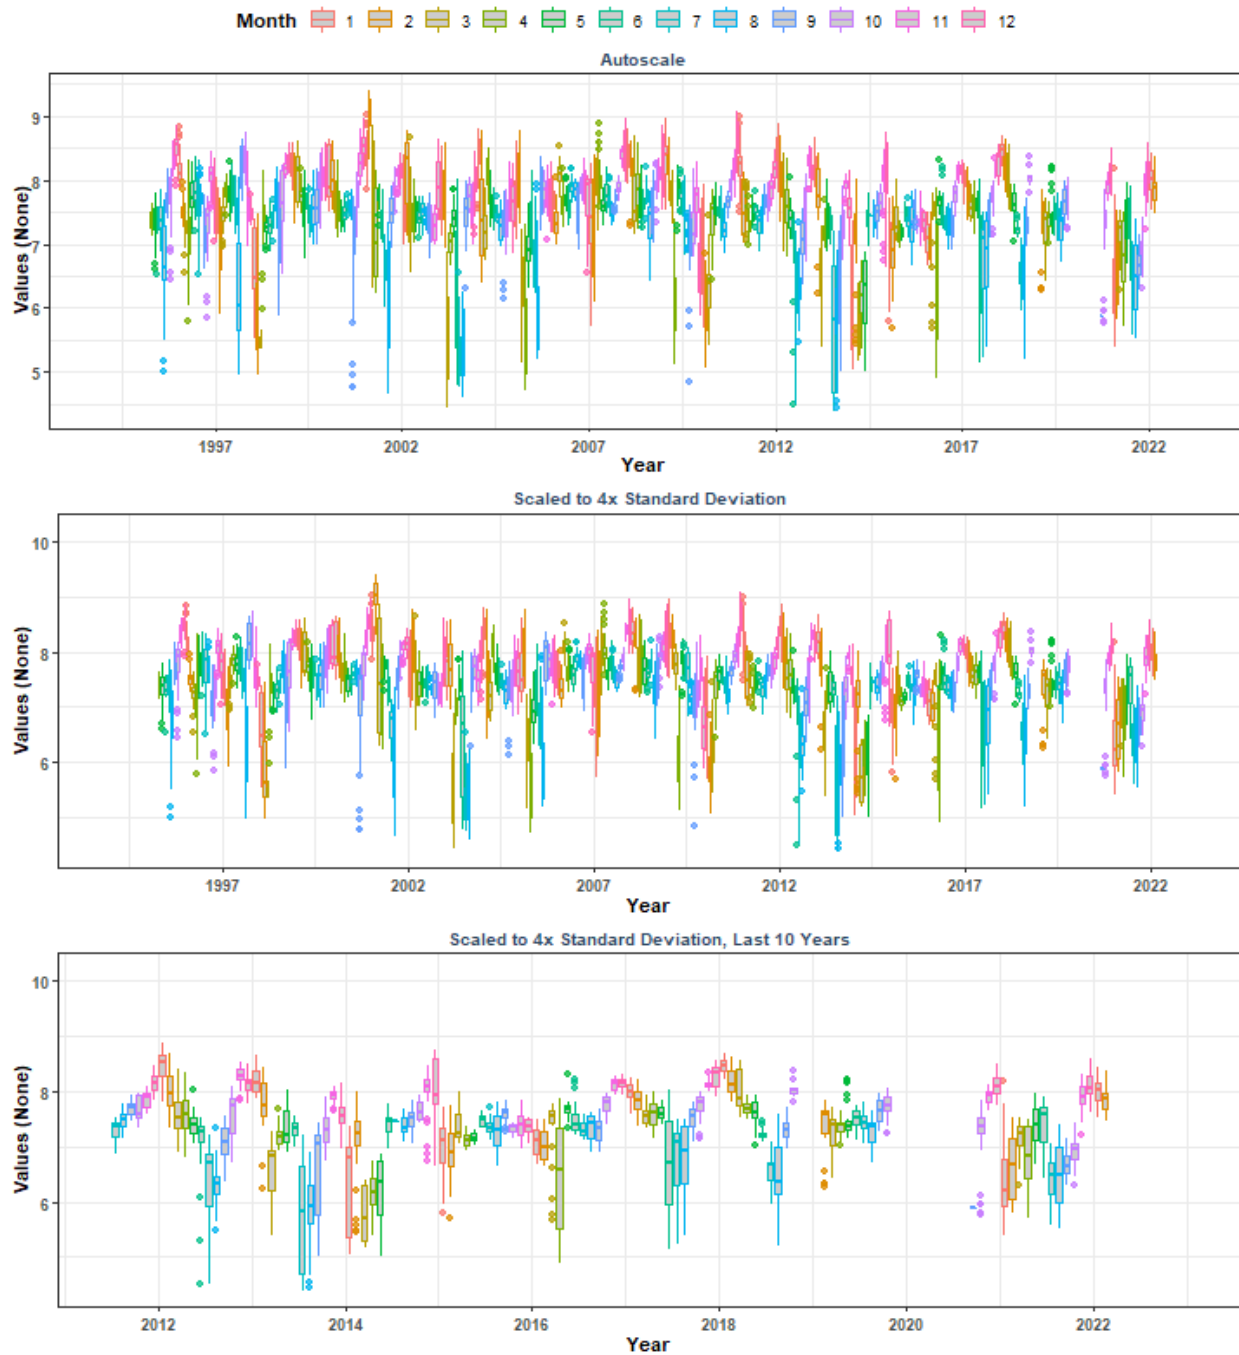 Month 1 2 3 4 5 6 7 8 9 10 11 12
Autoscale
Values (None)
9
8
7
6
5
1997 2002 2007 2012 2017 2022
Year
Scaled to 4x Standard Deviation
Values (None)
10
8
6
1997 2002 2007 2012 2017 2022
Year
Scaled to 4x Standard Deviation, Last 10 Years
Values (None)
10
8
6
2012 2014 2016 2018 2020 2022
Year